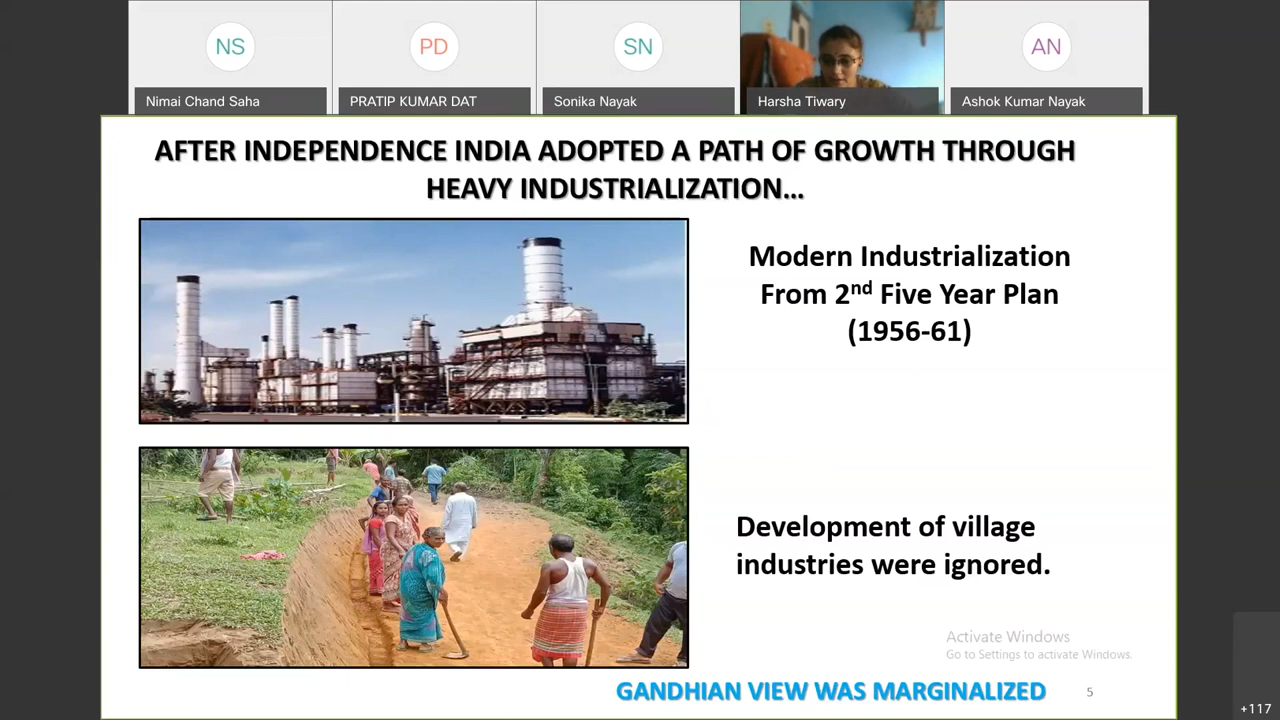 NS
PD
SN
AN
Nimai Chand Saha
PRATIP KUMAR DAT
Sonika Nayak
Harsha Tiwary
Ashok Kumar Nayak
AFTER INDEPENDENCE INDIA ADOPTED A PATH OF GROWTH THROUGH
HEAVY INDUSTRIALIZATION...
Modern Industrialization
From 2nd Five Year Plan
(1956-61)
Development of village
industries were ignored.
Activate Windows
Go to Settings to activate Windows.
GANDHIAN VIEW WAS MARGINALIZED
5
+117